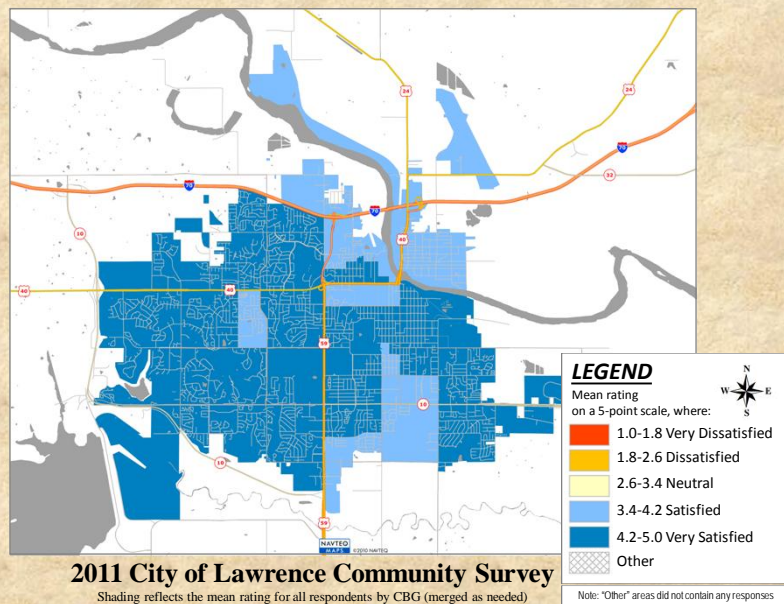 24
24
70
32
70
70
10
40
40
40
59
10
10
59
NAVTEQ
MAPS
©2010 NAVTEQ
LEGEND
Mean rating
on a 5-point scale, where:
N
W
E
S
1.0-1.8 Very Dissatisfied
1.8-2.6 Dissatisfied
2.6-3.4 Neutral
3.4-4.2 Satisfied
4.2-5.0 Very Satisfied
Other
2011 City of Lawrence Community Survey
Shading reflects the mean rating for all respondents by CBG (merged as needed)
Note: "Other" areas did not contain any responses